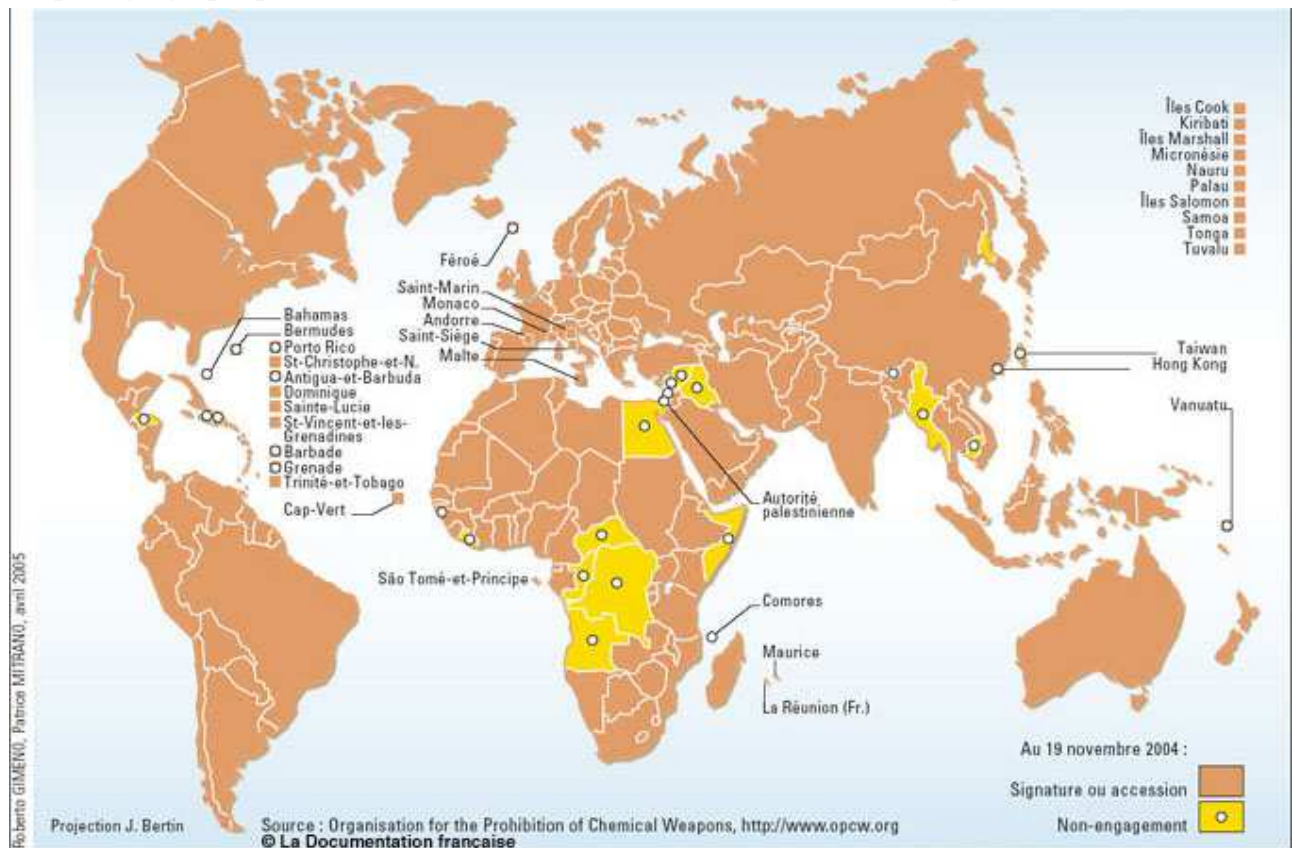 Îles Cook
Kiribati
Îles Marshall
Micronésie
Nauru
Palau
Îles Salomon
Samoa
Tonga
Tuvalu
Féroé
Saint-Marin
Monaco
Andorre
Saint-Siège
Malte
Bahamas
Bermudes
Porto Rico
St-Christophe-et-N.
Antigua-et-Barbuda
Dominique
Sainte-Lucie
St-Vincent-et-les-
Grenadines
Barbade
Grenade
Trinité-et-Tobago
Cap-Vert
Taiwan
Hong Kong
Vanuatu
Autorité
palestinienne
São Tomé-et-Principe
Comores
Maurice
La Réunion (Fr.)
Au 19 novembre 2004 :
Signature ou accession
Non-engagement
Projection J. Bertin
Source : Organisation for the Prohibition of Chemical Weapons, http://www.opcw.org
© La Documentation française
Roberto GIMENO, Patrice MITRANO, avril 2005